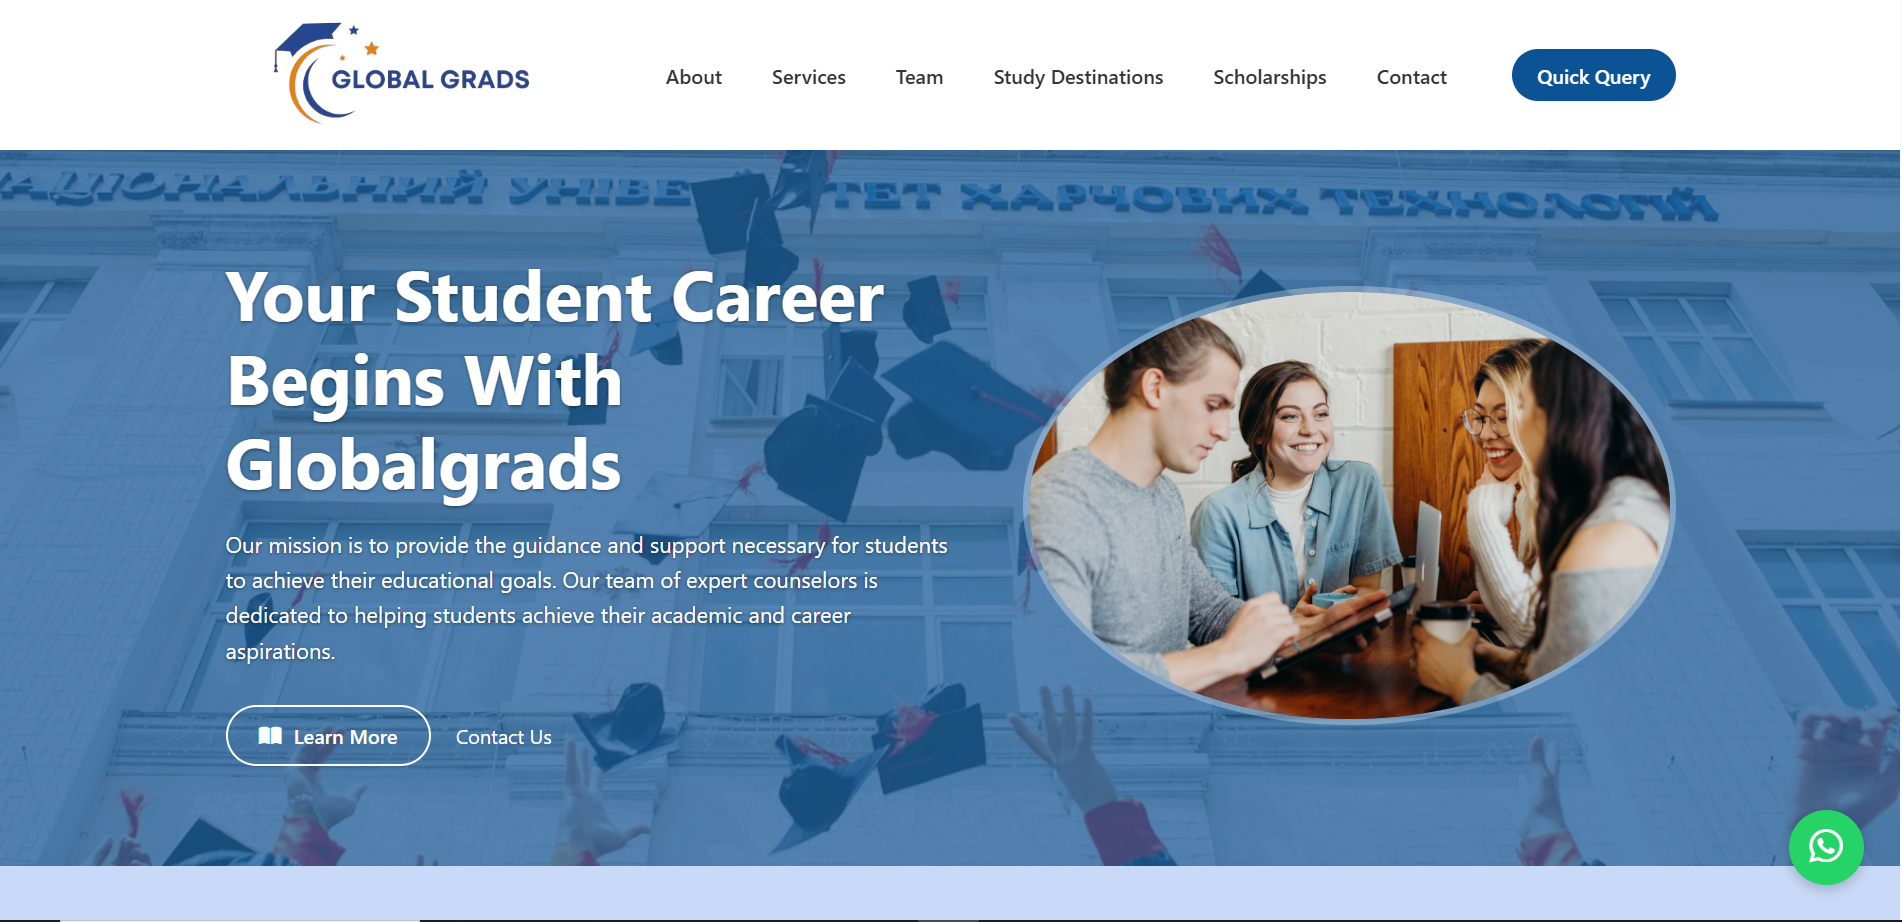 GLOBAL GRADS
About
Services
Team
Study Destinations
Scholarships
Contact
Quick Query
АЦІОНАЛЬНИЙ УНІВЕ ТЕТ ХАРЧОВИХ ТЕХНОЛОГІЙ
Your Student Career
Begins With
Globalgrads
Our mission is to provide the guidance and support necessary for students
to achieve their educational goals. Our team of expert counselors is
dedicated to helping students achieve their academic and career
aspirations.
Learn More
Contact Us